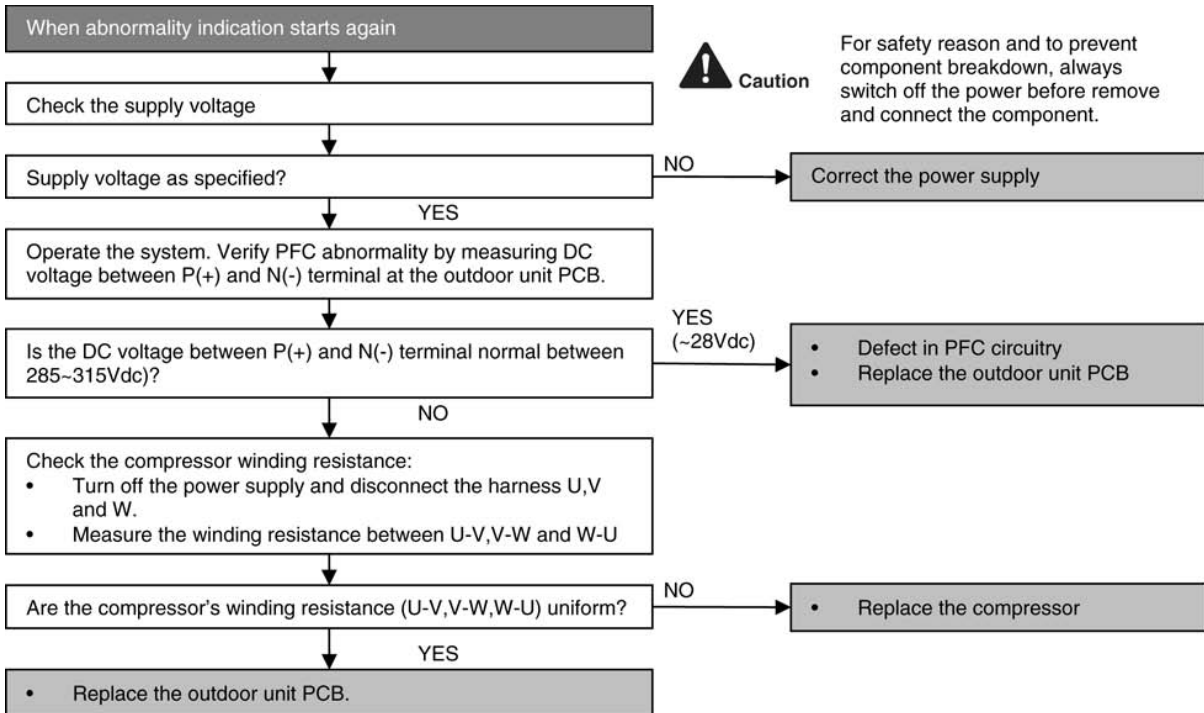 When abnormality indication starts again
Caution
For safety reason and to prevent
component breakdown, always
switch off the power before remove
and connect the component.
Check the supply voltage
Supply voltage as specified?
NO
Correct the power supply
YES
Operate the system. Verify PFC abnormality by measuring DC
voltage between P(+) and N(-) terminal at the outdoor unit PCB.
Is the DC voltage between P(+) and N(-) terminal normal between
285~315Vdc)?
YES
(~28Vdc)
• Defect in PFC circuitry
• Replace the outdoor unit PCB
NO
Check the compressor winding resistance:
• Turn off the power supply and disconnect the harness U,V
and W.
• Measure the winding resistance between U-V,V-W and W-U
Are the compressor's winding resistance (U-V,V-W,W-U) uniform?
NO
• Replace the compressor
YES
• Replace the outdoor unit PCB.